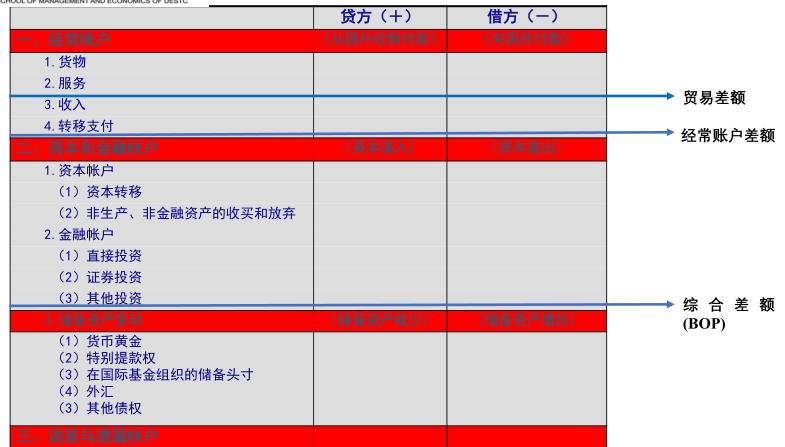 SCHOOL OF MANAGEMENT AND ECONOMICS OF UESTC
贷方（＋） 借方（－）
一、经常帐户 （从国外收到付款） （向国外付款）
1.货物
2.服务
贸易差额
3.收入
4.转移支付
经常账户差额
二、资本和金融帐户 （资本流入） （资本流出）
1.资本帐户
（1）资本转移
（2）非生产、非金融资产的收买和放弃
2.金融帐户
（1）直接投资
（2）证券投资
（3）其他投资
综合差额
(BOP)
3.储备资产变动 （储备资产减少） （储备资产增加）
（1）货币黄金
（2）特别提款权
（3）在国际基金组织的储备头寸
（4）外汇
（3）其他债权
三、误差与遗漏帐户